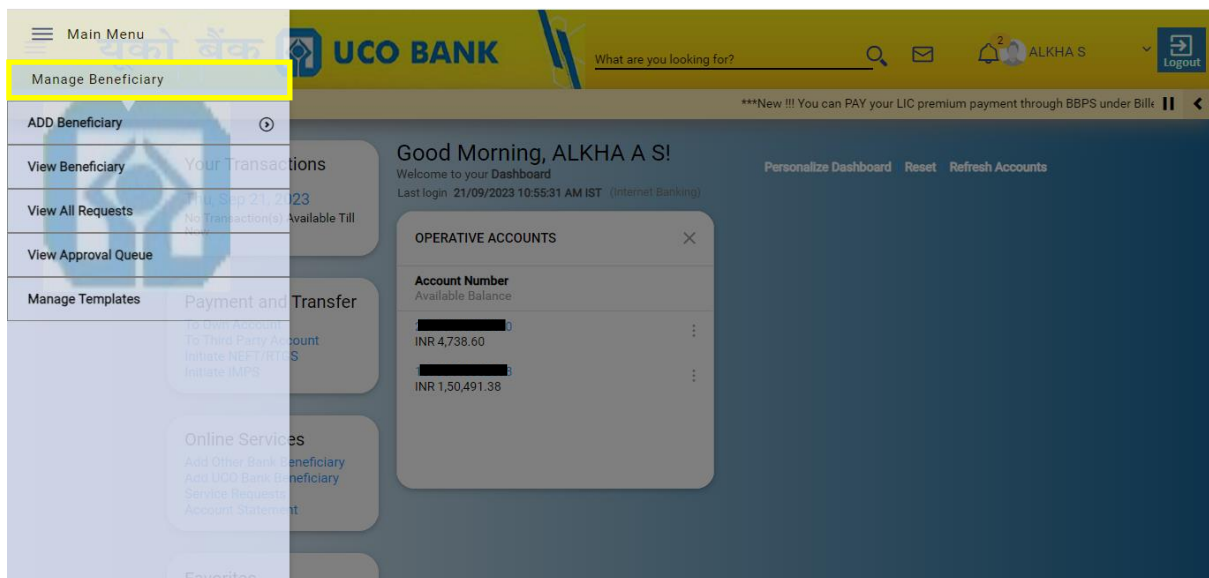 Main Menu
यूको बैंक UCO BANK
What are you looking for?
2
ALKHA S
Logout
Manage Beneficiary
***New !!! You can PAY your LIC premium payment through BBPS under Bille
ADD Beneficiary
View Beneficiary
View All Requests
View Approval Queue
Manage Templates
Your Transactions
Thu, Sep 21, 2023
No Transaction(s) Available Till
Now
Payment and Transfer
To Own Account
To Third Party Account
Initiate NEFT/RTGS
Initiate IMPS
Online Services
Add Other Bank Beneficiary
Add UCO Bank Beneficiary
Service Requests
Account Statement
Favorites
Good Morning, ALKHA A S!
Welcome to your Dashboard
Last login 21/09/2023 10:55:31 AM IST (Internet Banking)
Personalize Dashboard Reset Refresh Accounts
OPERATIVE ACCOUNTS
Account Number
Available Balance
INR 4,738.60
INR 1,50,491.38